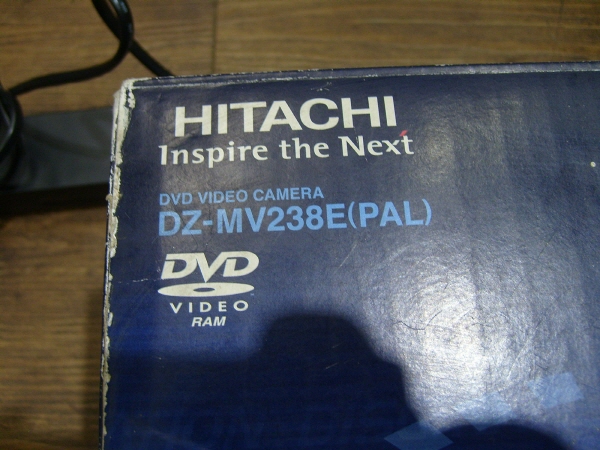 HITACHI
Inspire the Next
DVD VIDEO CAMERA
DZ-MV238E(PAL)
DVD
VIDEO
RAM